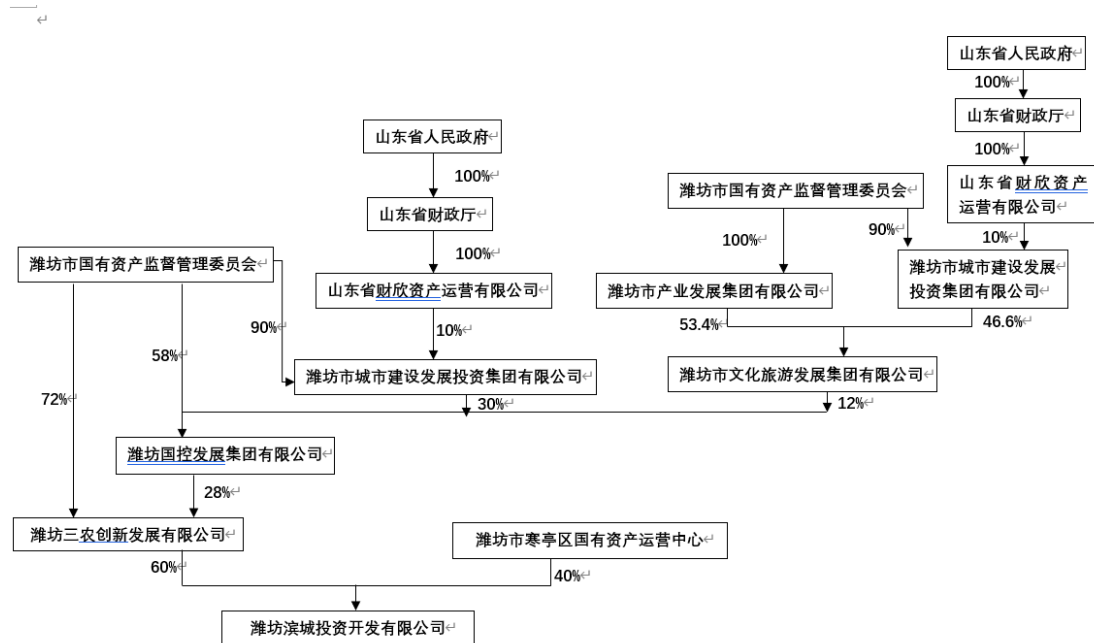 山东省人民政府
100%
山东省财政厅
100%
山东省财欣资产
运营有限公司
10%
山东省人民政府
100%
山东省财政厅
100%
山东省财欣资产运营有限公司
10%
潍坊市国有资产监督管理委员会
100%
90%
潍坊市产业发展集团有限公司
潍坊市城市建设发展
投资集团有限公司
53.4%
46.6%
潍坊市文化旅游发展集团有限公司
12%
潍坊市国有资产监督管理委员会
90%
58%
72%
潍坊市城市建设发展投资集团有限公司
30%
潍坊国控发展集团有限公司
28%
潍坊三农创新发展有限公司
60%
潍坊市寒亭区国有资产运营中心
40%
潍坊滨城投资开发有限公司